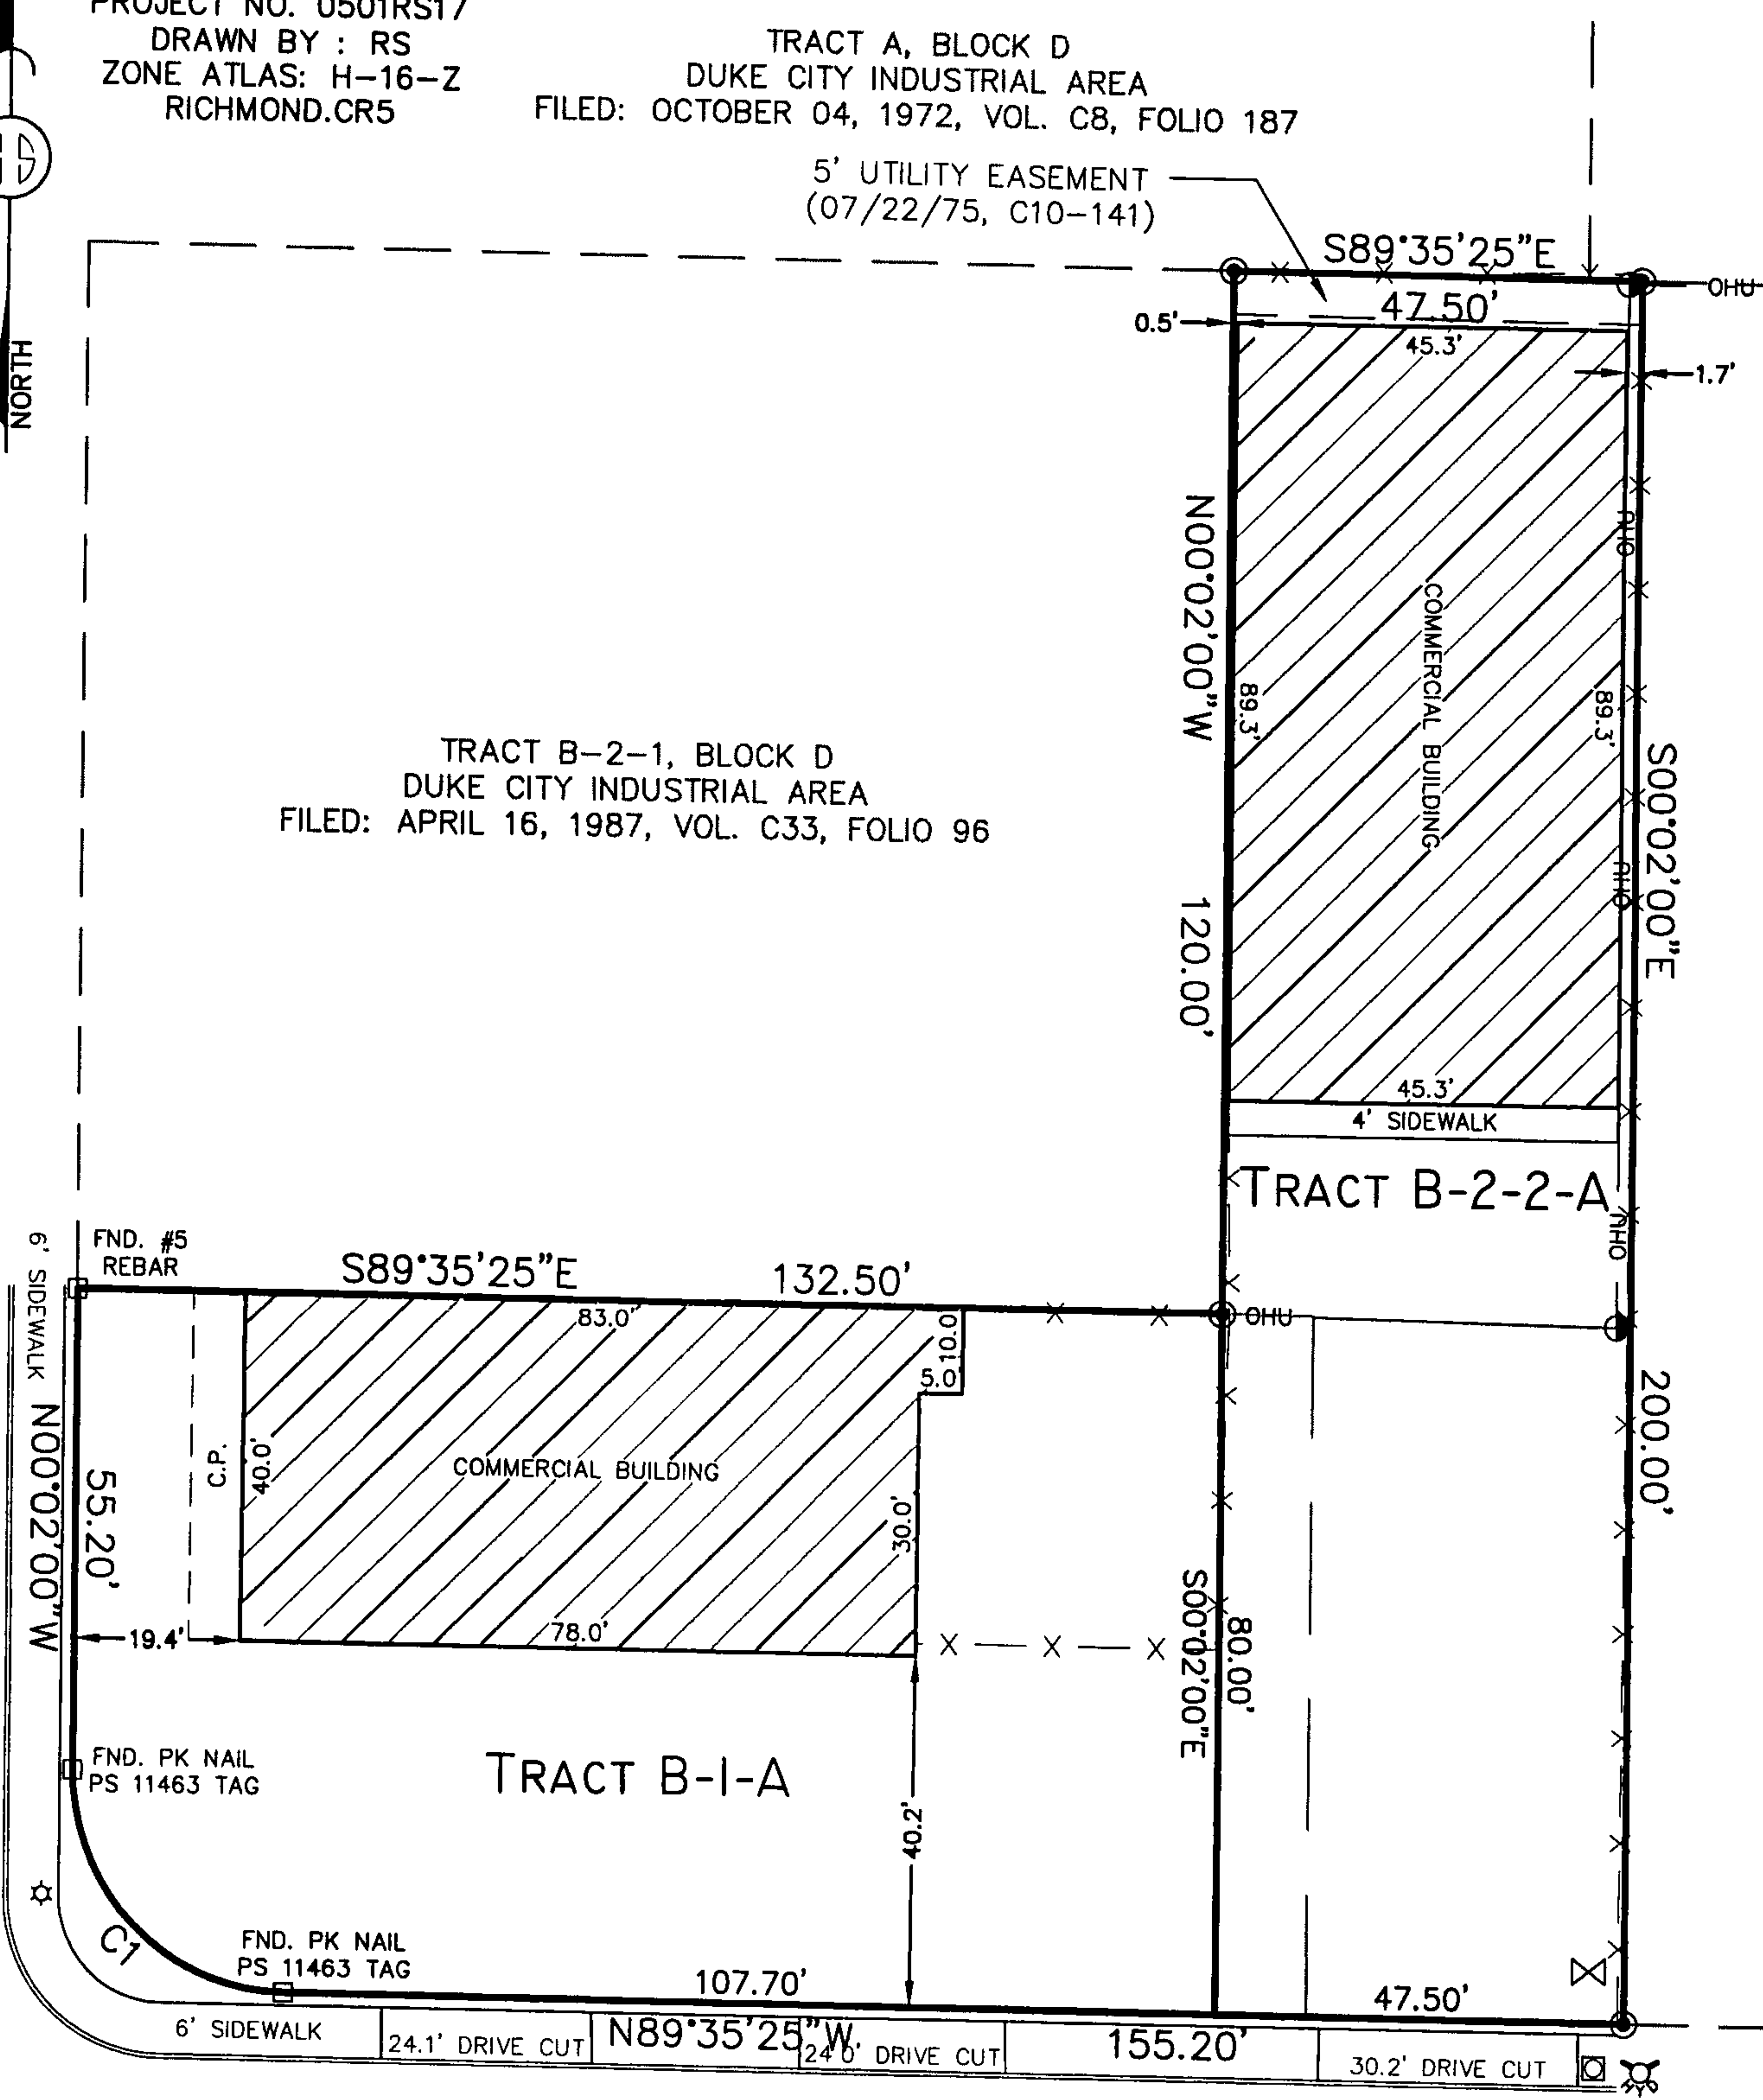 PROJECT NO. 0501RS17
DRAWN BY : RS
ZONE ATLAS: H-16-Z
RICHMOND.CR5
TRACT A, BLOCK D
DUKE CITY INDUSTRIAL AREA
FILED: OCTOBER 04, 1972, VOL. C8, FOLIO 187
5' UTILITY EASEMENT
(07/22/75, C10-141)
NORTH
S89°35'25"E
47.50'
OHU
0.5'
45.3'
1.7'
N00°02'00"W
120.00'
89.3'
COMMERCIAL BUILDING
89.3'
OHU
OHU
S00°02'00"E
200.00'
TRACT B-2-1, BLOCK D
DUKE CITY INDUSTRIAL AREA
FILED: APRIL 16, 1987, VOL. C33, FOLIO 96
45.3'
4' SIDEWALK
TRACT B-2-2-A
OHU
OHU
6' SIDEWALK
FND. #5
REBAR
S89°35'25"E
132.50'
83.0'
10.0
5.0'
C.P.
40.0'
COMMERCIAL BUILDING
30.0'
78.0'
N00°02'00"W
55.20'
19.4'
S00°02'00"E
80.00'
FND. PK NAIL
PS 11463 TAG
TRACT B-1-A
40.2'
C1
FND. PK NAIL
PS 11463 TAG
107.70'
47.50'
6' SIDEWALK
24.1' DRIVE CUT
N89°35'25"W
24.0' DRIVE CUT
155.20'
30.2' DRIVE CUT